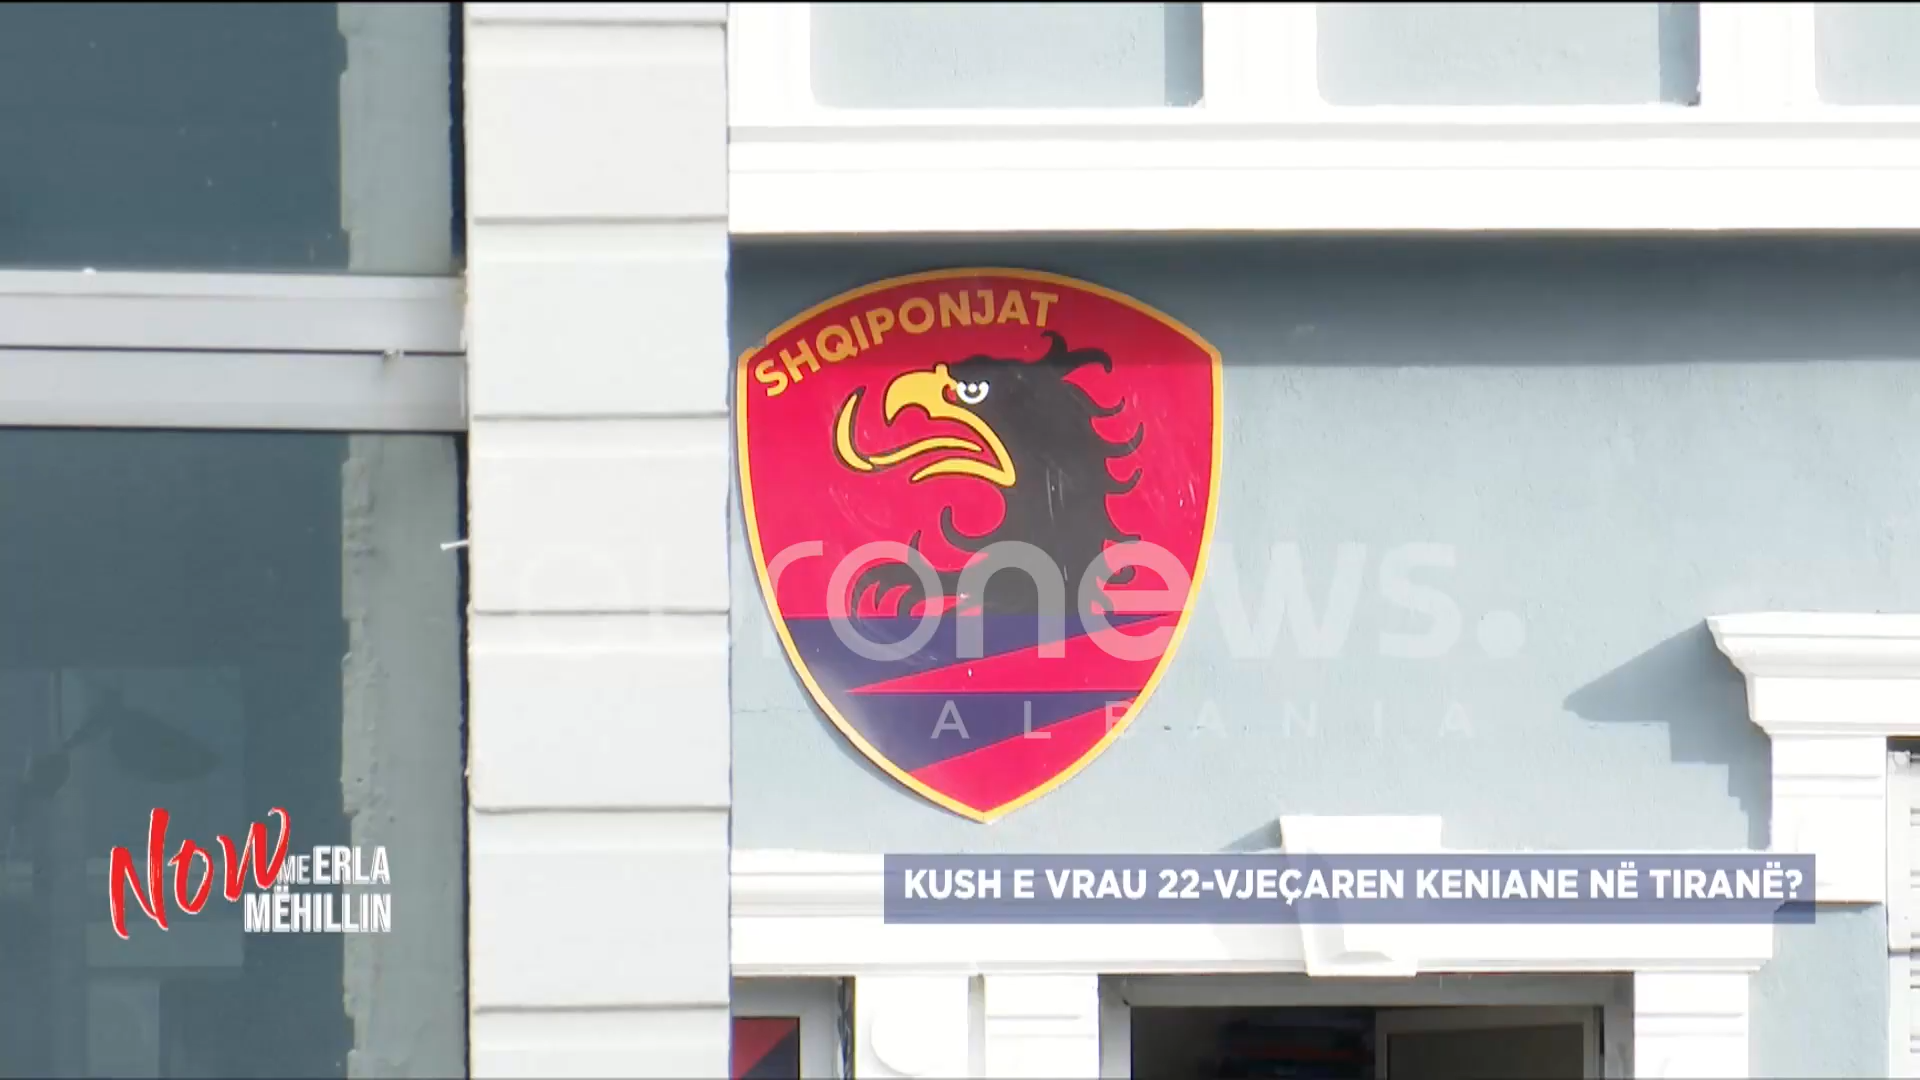 SHQIPONJAT
euronews.
ALBANIA
NOW ME ERLA
MËHILLIN
KUSH E VRAU 22-VJEÇAREN KENIANE NË TIRANË?